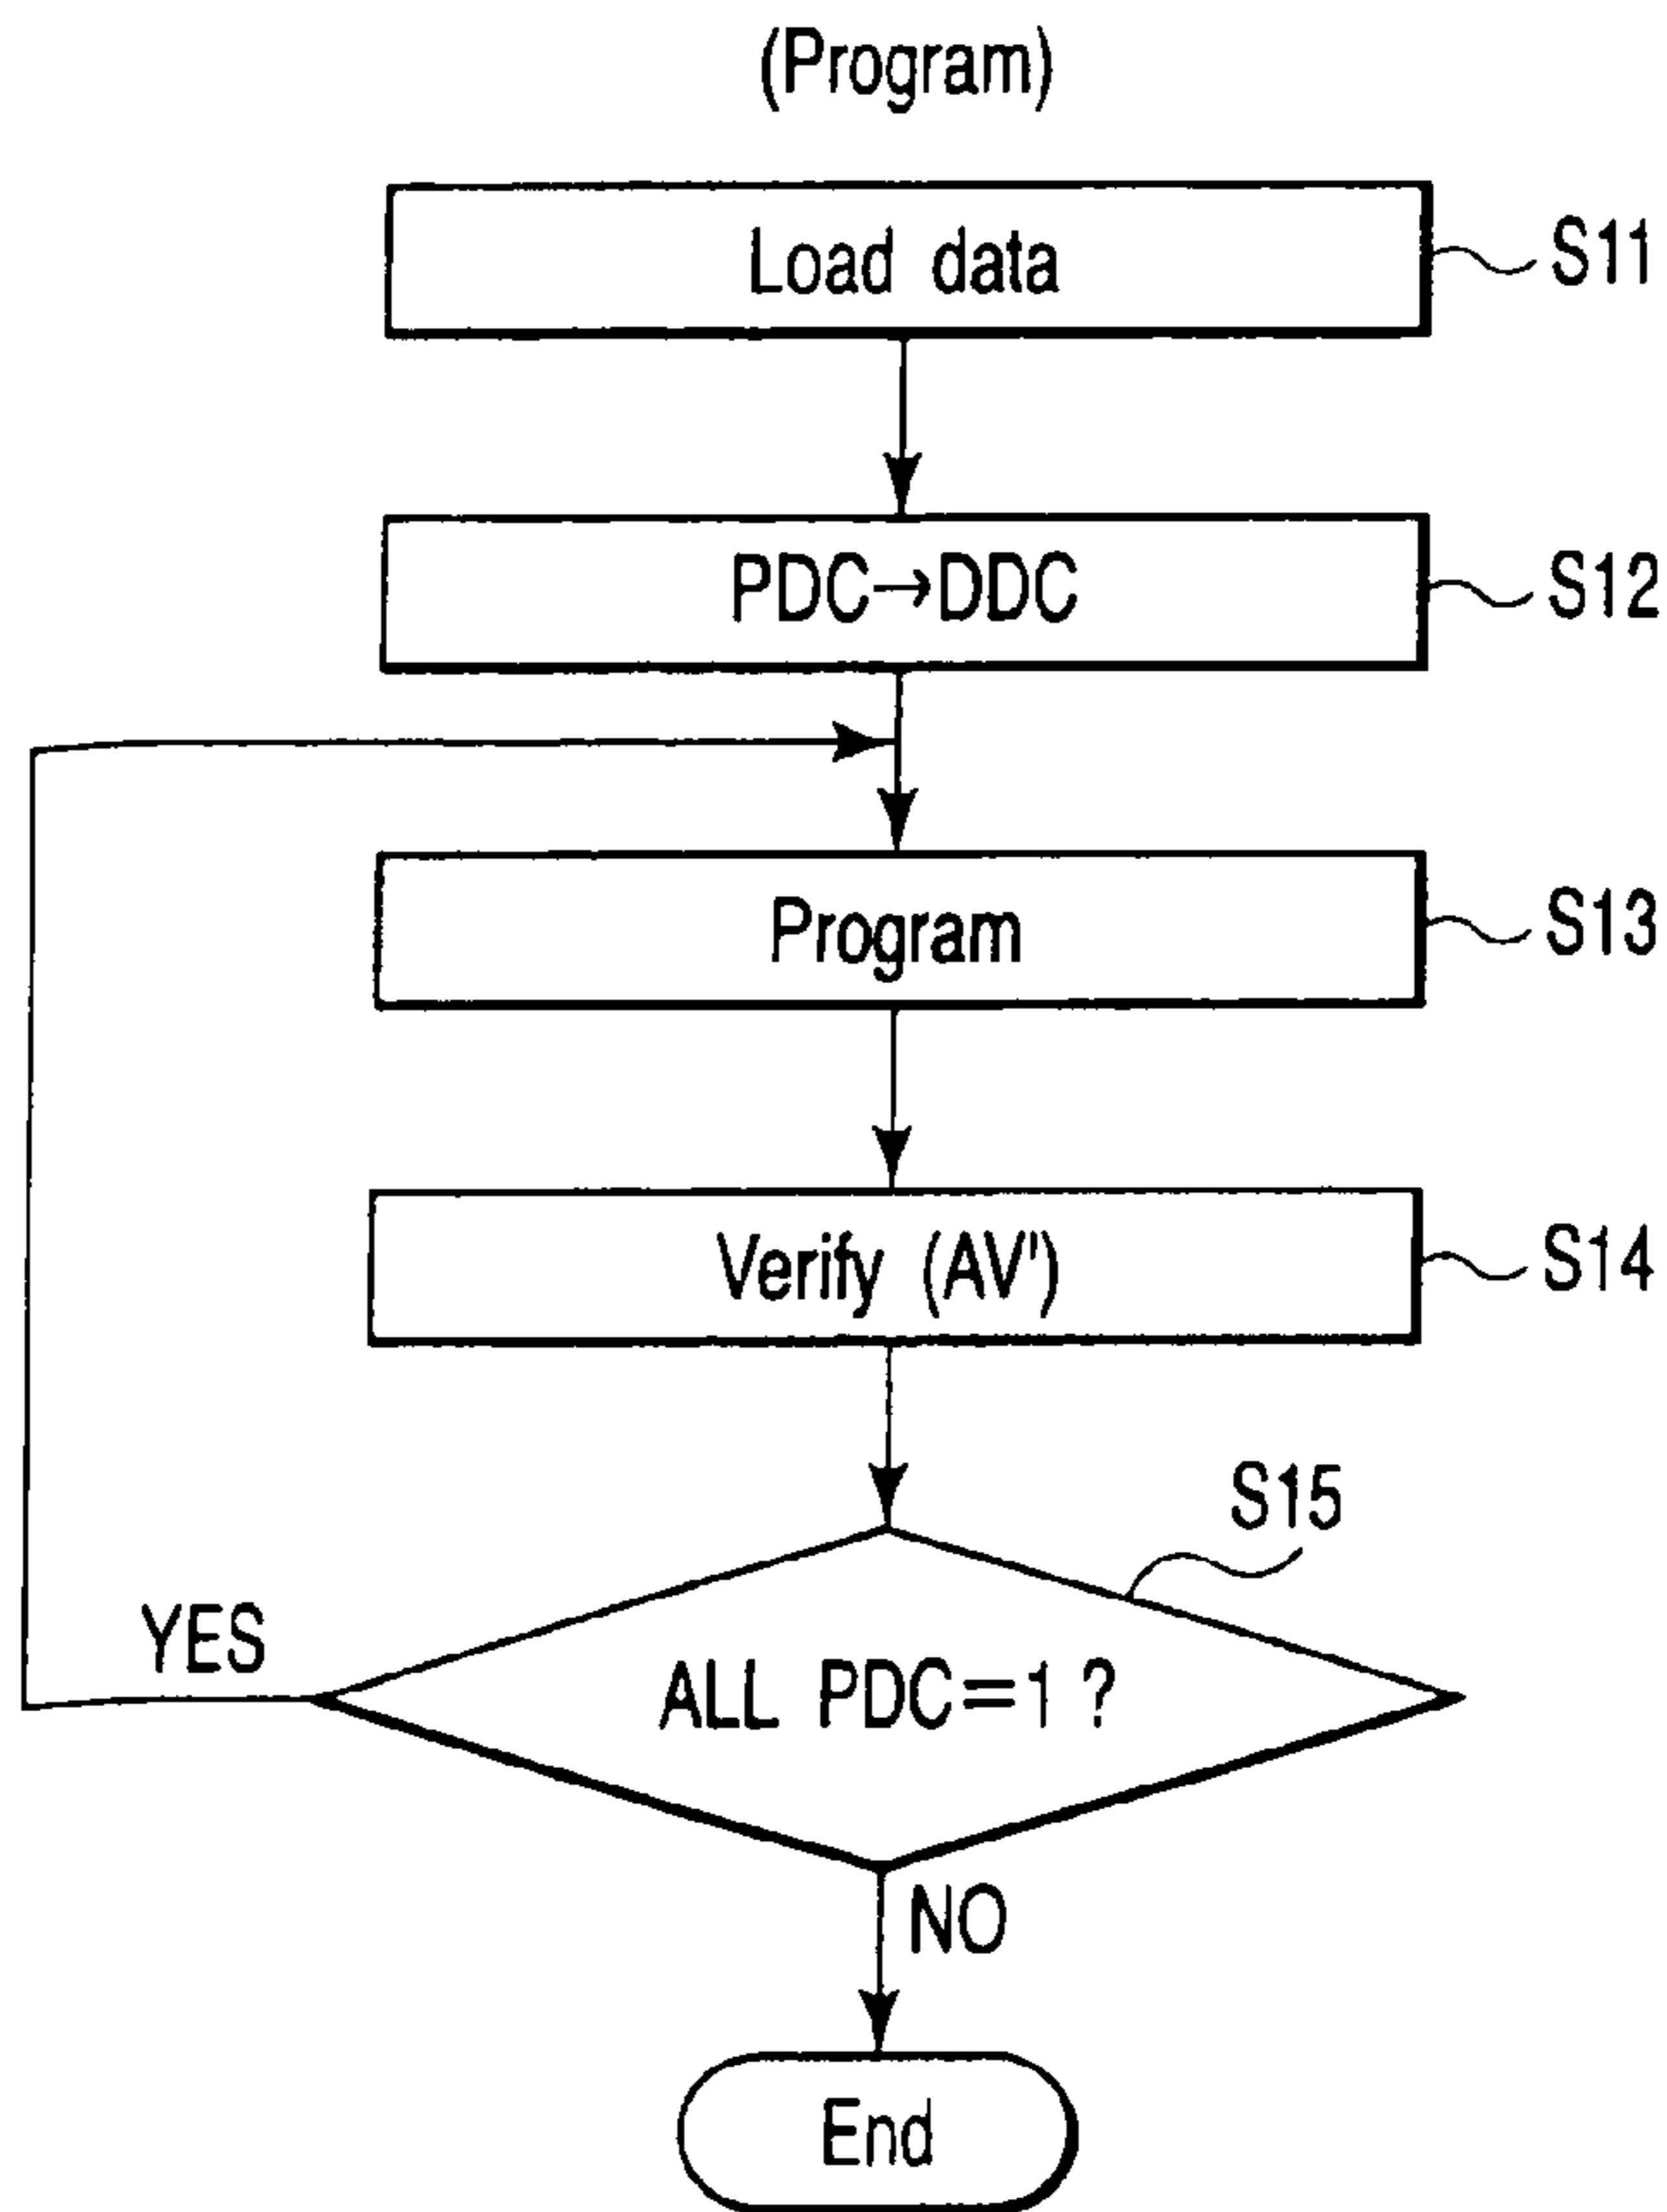 (Program)
Load data
S11
PDC→DDC
S12
Program
S13
Verify (AV')
S14
S15
YES
ALL PDC=1 ?
NO
End